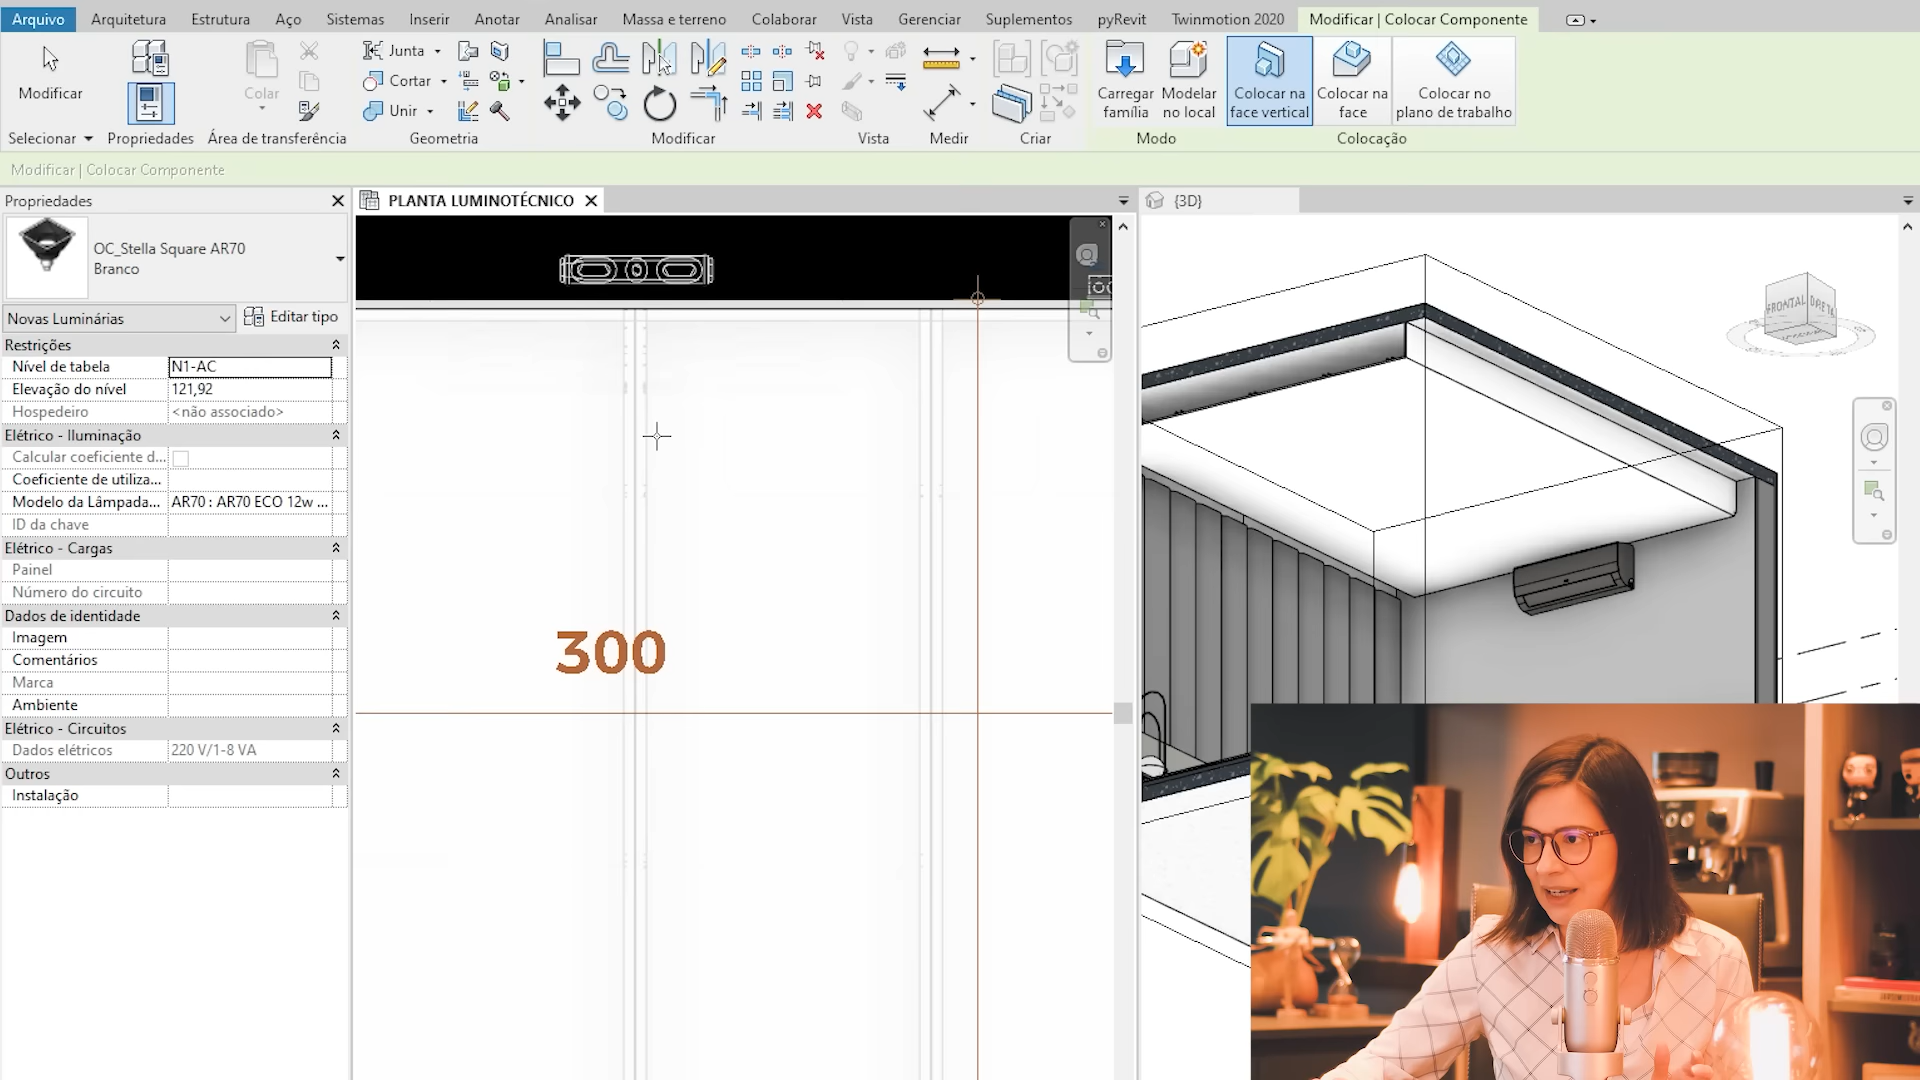 Arquivo Arquitetura Estrutura Aço Sistemas Inserir Anotar Analisar Massa e terreno Colaborar Vista Gerenciar Suplementos pyRevit Twinmotion 2020 Modificar | Colocar Componente
Modificar
Colar
Junta
Cortar
Unir
Carregar família
Modelar no local
Colocar na face vertical
Colocar na face
Colocar no plano de trabalho
Selecionar Propriedades Área de transferência Geometria Modificar Vista Medir Criar Modo Colocação
Modificar | Colocar Componente
Propriedades
OC_Stella Square AR70
Branco
Novas Luminárias Editar tipo
Restrições
Nível de tabela N1-AC
Elevação do nível 121,92
Hospedeiro <não associado>
Elétrico - Iluminação
Calcular coeficiente d...
Coeficiente de utiliza...
Modelo da Lâmpada... AR70 : AR70 ECO 12w ...
ID da chave
Elétrico - Cargas
Painel
Número do circuito
Dados de identidade
Imagem
Comentários
Marca
Ambiente
Elétrico - Circuitos
Dados elétricos 220 V/1-8 VA
Outros
Instalação
PLANTA LUMINOTÉCNICO
300
{3D}
FRONTAL